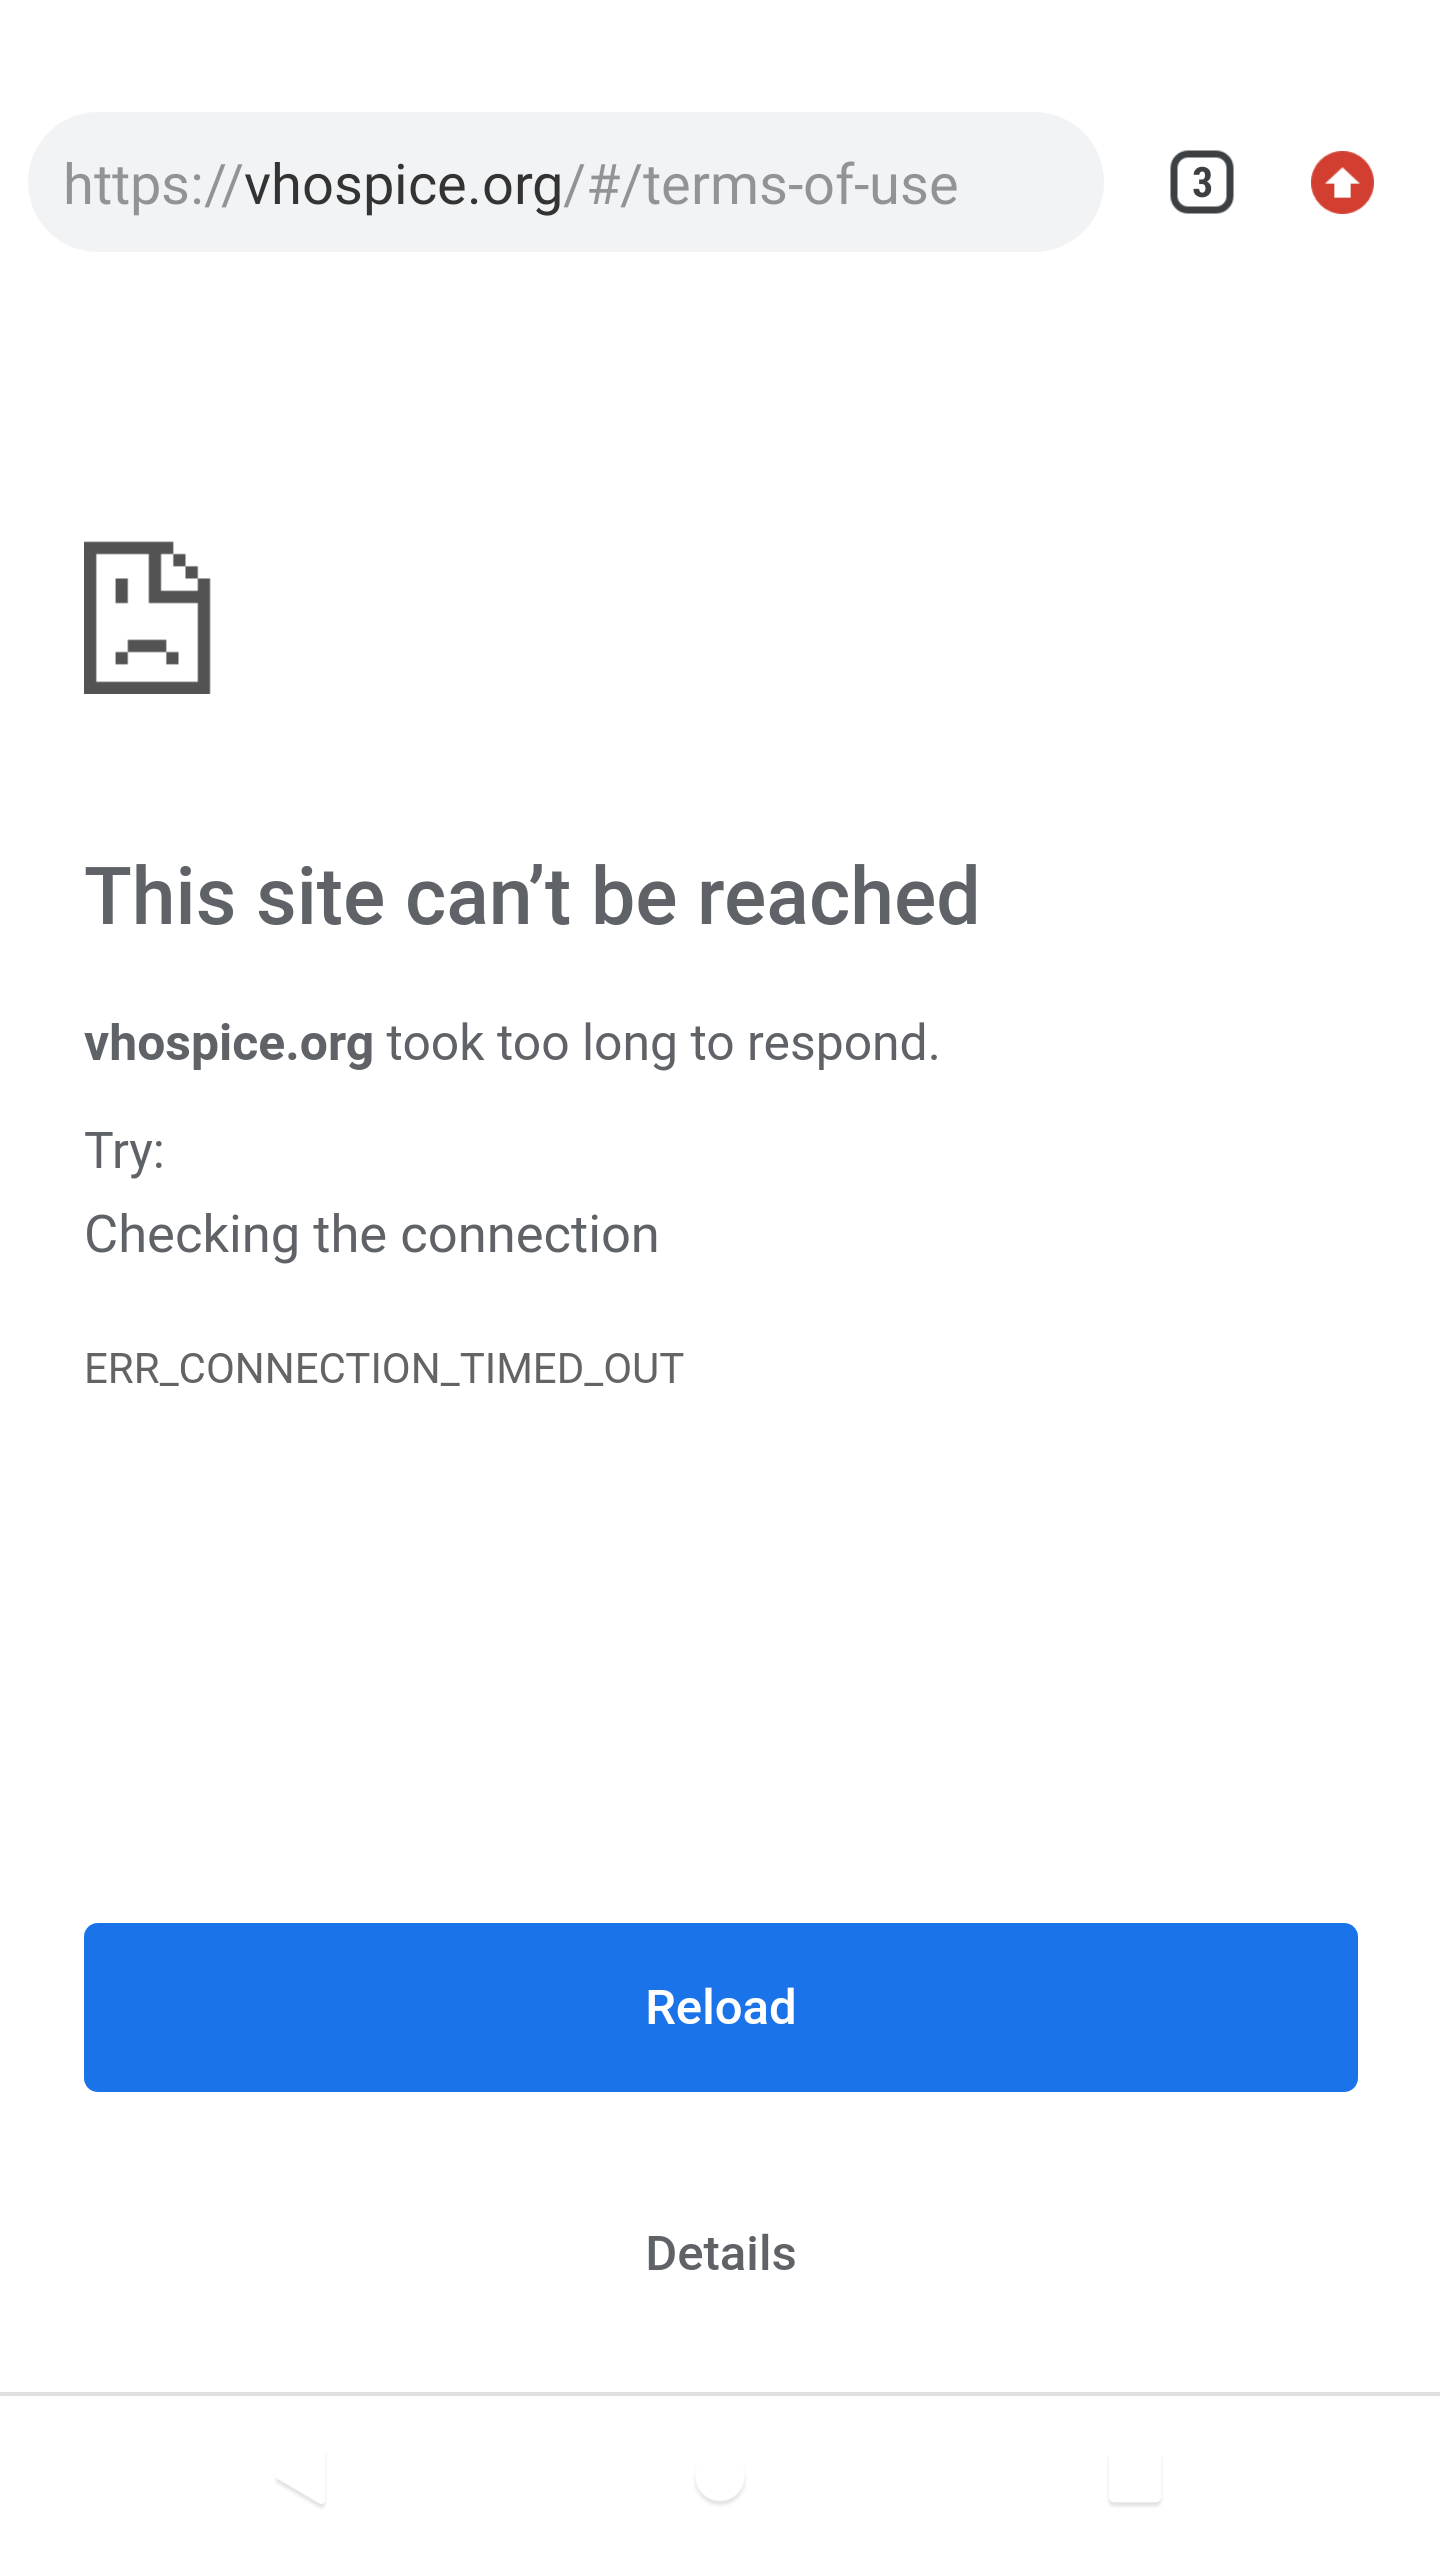 https://vhospice.org/#/terms-of-use
3
This site can’t be reached
vhospice.org took too long to respond.
Try:
Checking the connection
ERR_CONNECTION_TIMED_OUT
Reload
Details